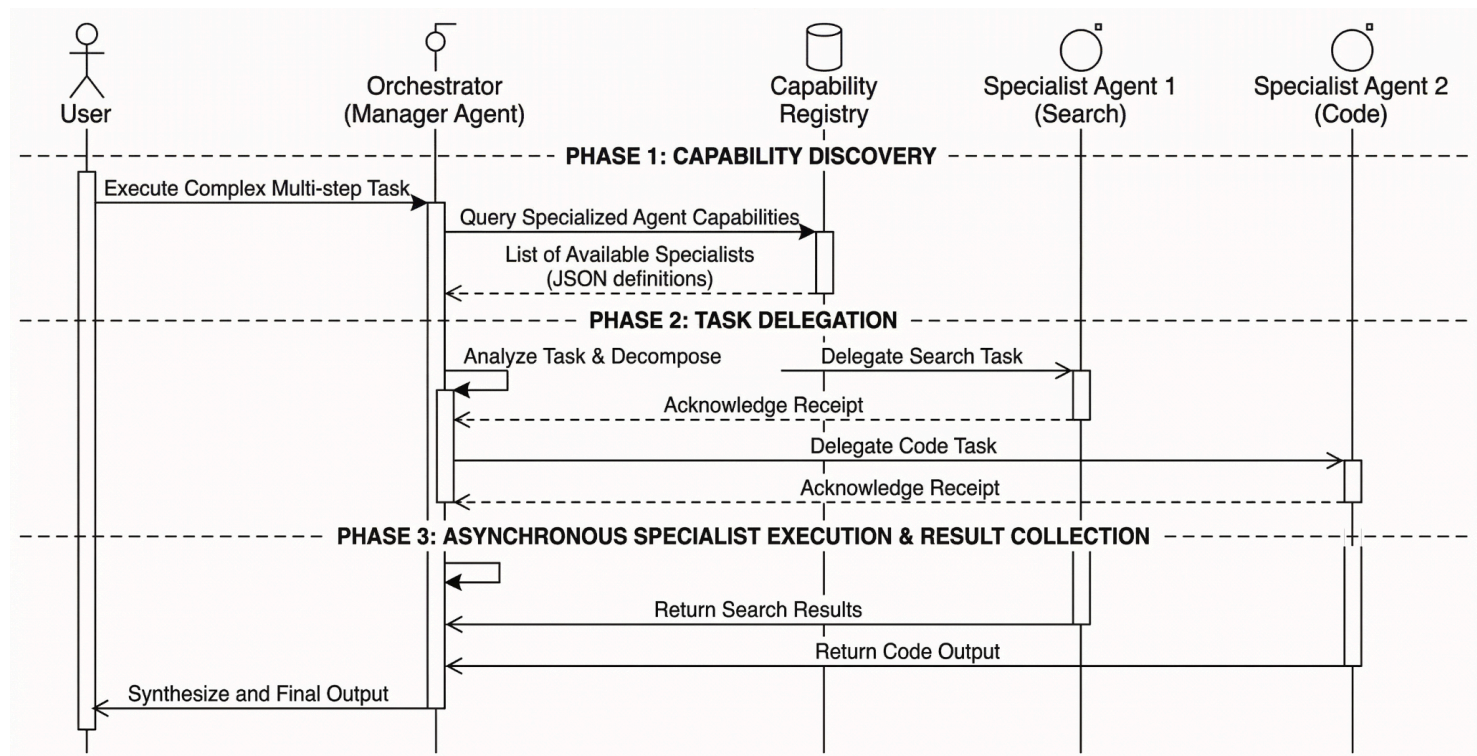 User
Orchestrator
(Manager Agent)
Capability
Registry
Specialist Agent 1
(Search)
Specialist Agent 2
(Code)
PHASE 1: CAPABILITY DISCOVERY
Execute Complex Multi-step Task
Query Specialized Agent Capabilities
List of Available Specialists
(JSON definitions)
PHASE 2: TASK DELEGATION
Analyze Task & Decompose
Delegate Search Task
Acknowledge Receipt
Delegate Code Task
Acknowledge Receipt
PHASE 3: ASYNCHRONOUS SPECIALIST EXECUTION & RESULT COLLECTION
Return Search Results
Return Code Output
Synthesize and Final Output